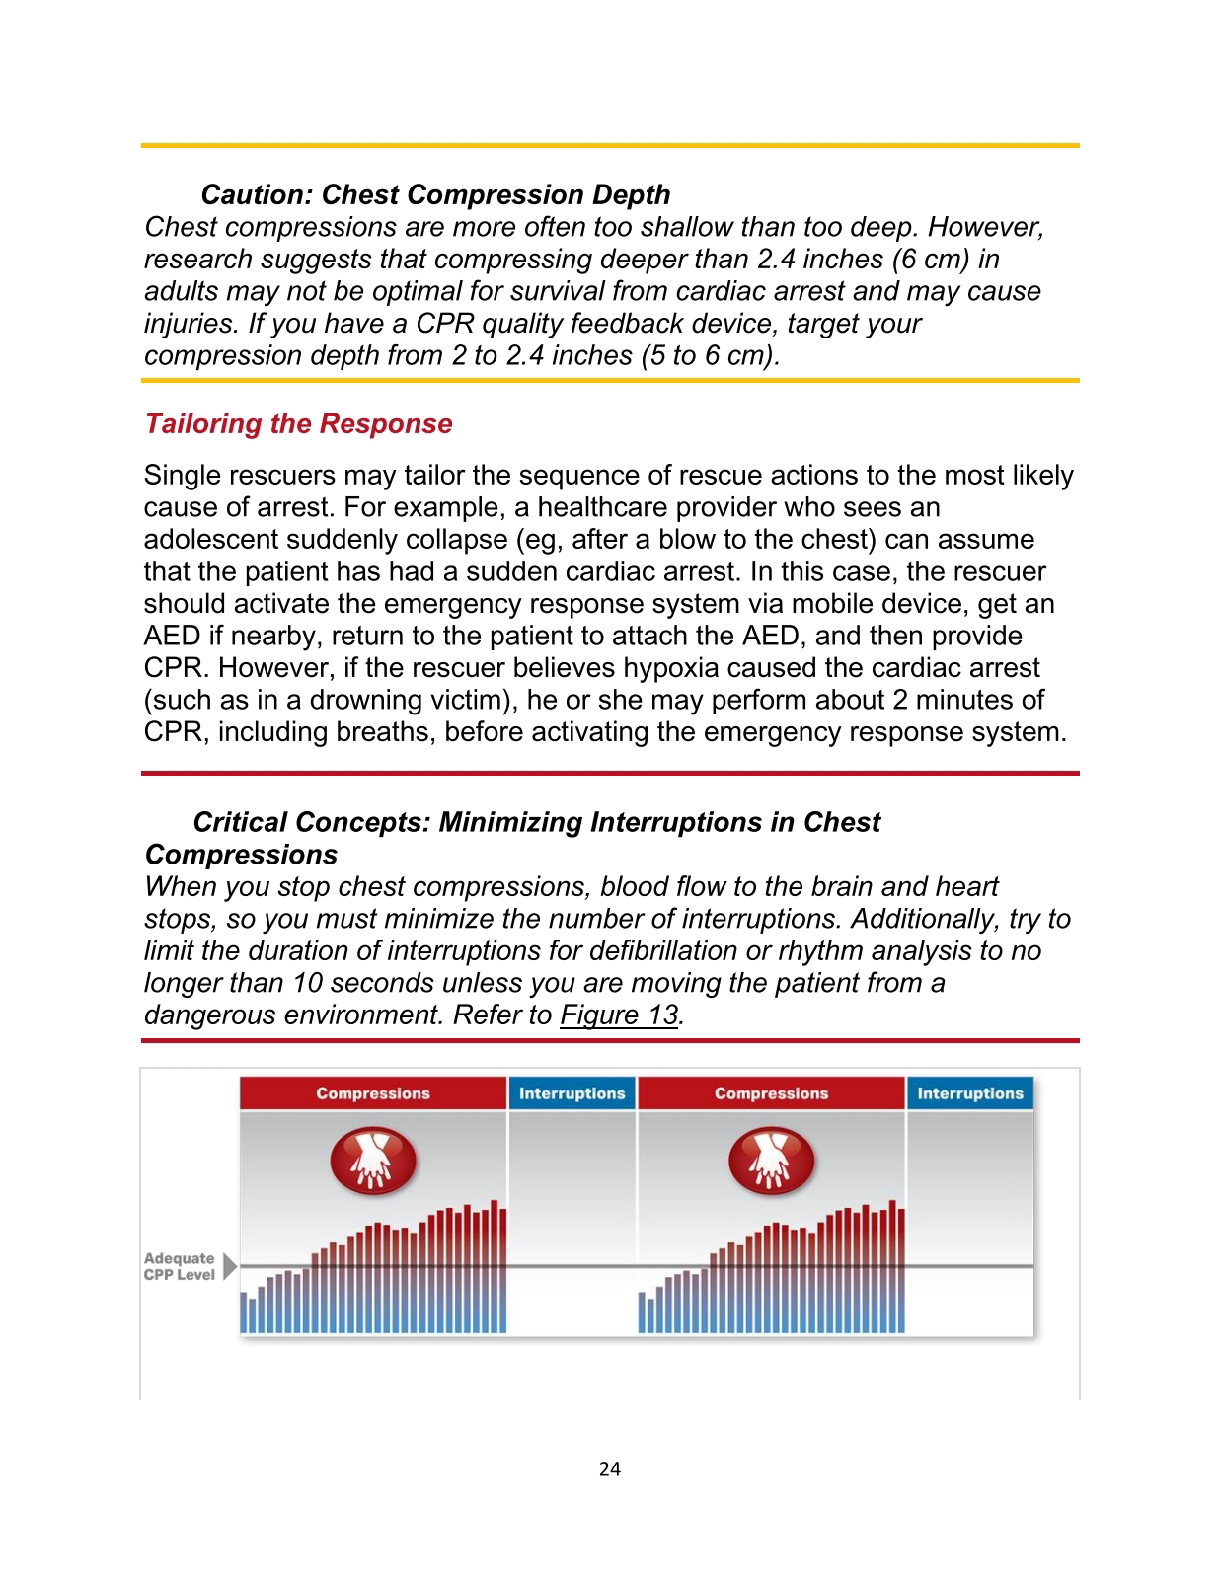 Caution: Chest Compression Depth
Chest compressions are more often too shallow than too deep. However,
research suggests that compressing deeper than 2.4 inches (6 cm) in
adults may not be optimal for survival from cardiac arrest and may cause
injuries. If you have a CPR quality feedback device, target your
compression depth from 2 to 2.4 inches (5 to 6 cm).
Tailoring the Response
Single rescuers may tailor the sequence of rescue actions to the most likely
cause of arrest. For example, a healthcare provider who sees an
adolescent suddenly collapse (eg, after a blow to the chest) can assume
that the patient has had a sudden cardiac arrest. In this case, the rescuer
should activate the emergency response system via mobile device, get an
AED if nearby, return to the patient to attach the AED, and then provide
CPR. However, if the rescuer believes hypoxia caused the cardiac arrest
(such as in a drowning victim), he or she may perform about 2 minutes of
CPR, including breaths, before activating the emergency response system.
Critical Concepts: Minimizing Interruptions in Chest
Compressions
When you stop chest compressions, blood flow to the brain and heart
stops, so you must minimize the number of interruptions. Additionally, try to
limit the duration of interruptions for defibrillation or rhythm analysis to no
longer than 10 seconds unless you are moving the patient from a
dangerous environment. Refer to Figure 13.
Compressions Interruptions Compressions Interruptions
Adequate
CPP Level
24